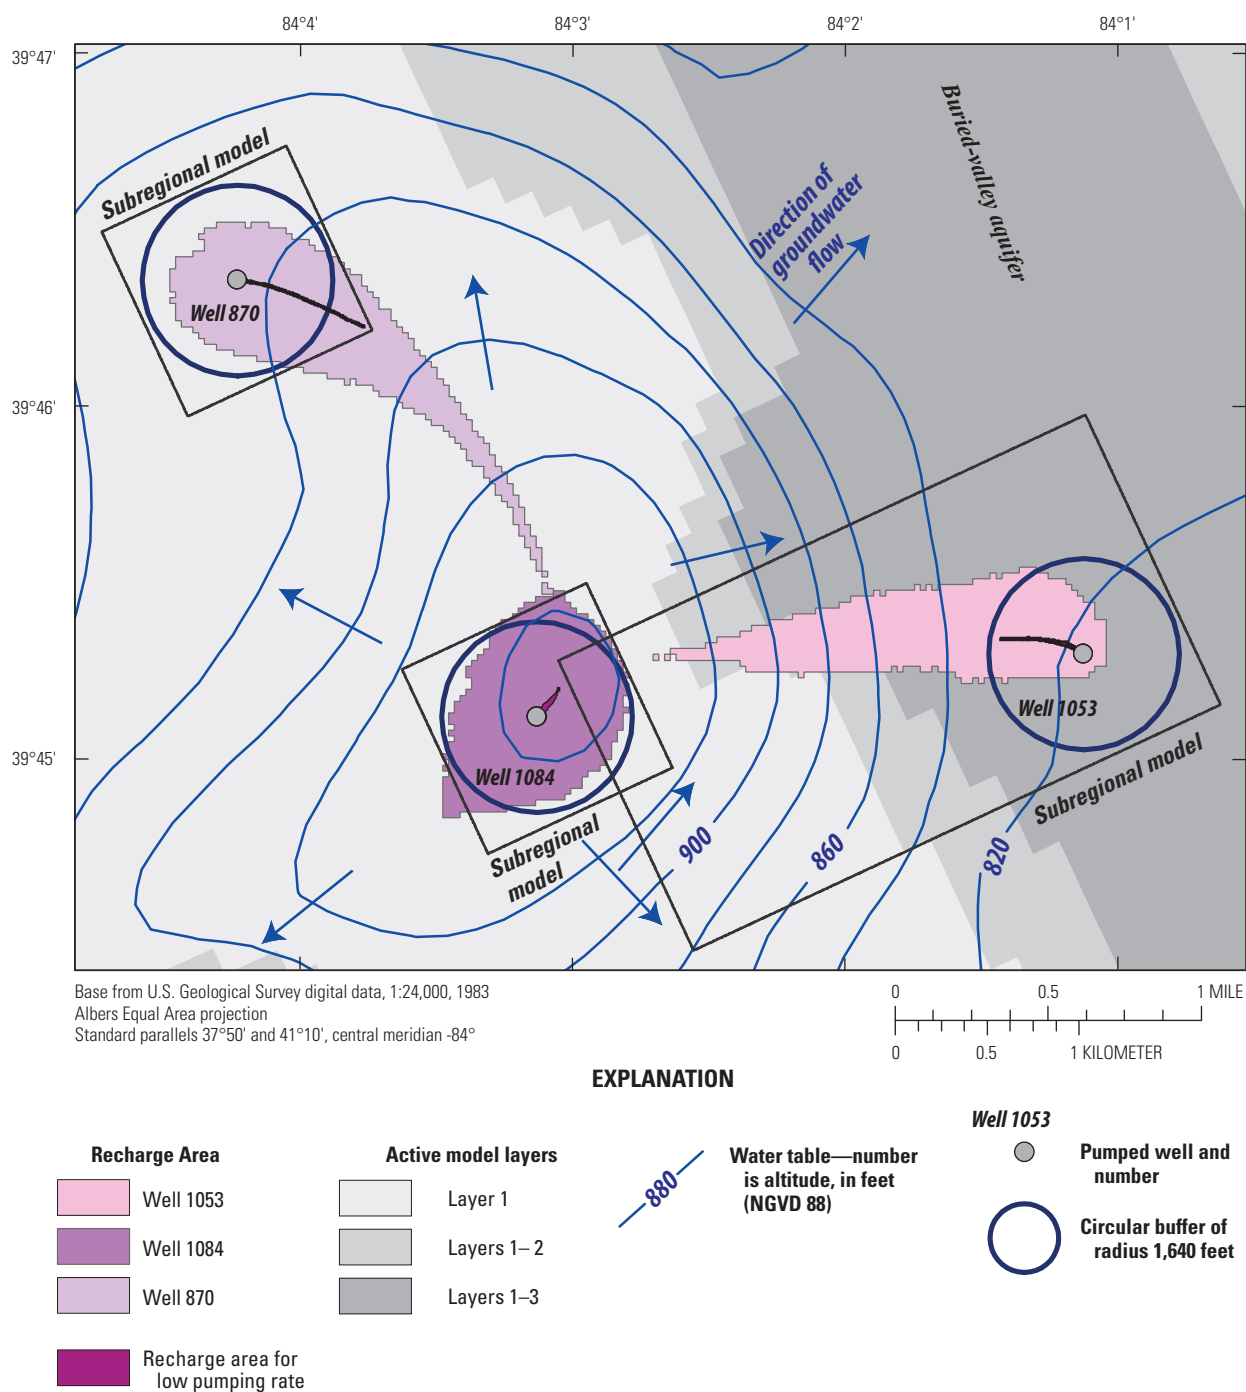 84°4'
84°3'
84°2'
84°1'
39°47'
39°46'
39°45'
Subregional model
Well 870
Direction of
groundwater
flow
Buried-valley aquifer
Well 1053
Subregional model
Well 1084
Subregional
model
900
860
820
Base from U.S. Geological Survey digital data, 1:24,000, 1983
Albers Equal Area projection
Standard parallels 37°50' and 41°10', central meridian -84°
0 0.5 1 MILE
0 0.5 1 KILOMETER
EXPLANATION
Recharge Area
Well 1053
Well 1084
Well 870
Recharge area for
low pumping rate
Active model layers
Layer 1
Layers 1– 2
Layers 1–3
880
Water table—number
is altitude, in feet
(NGVD 88)
Well 1053
Pumped well and
number
Circular buffer of
radius 1,640 feet